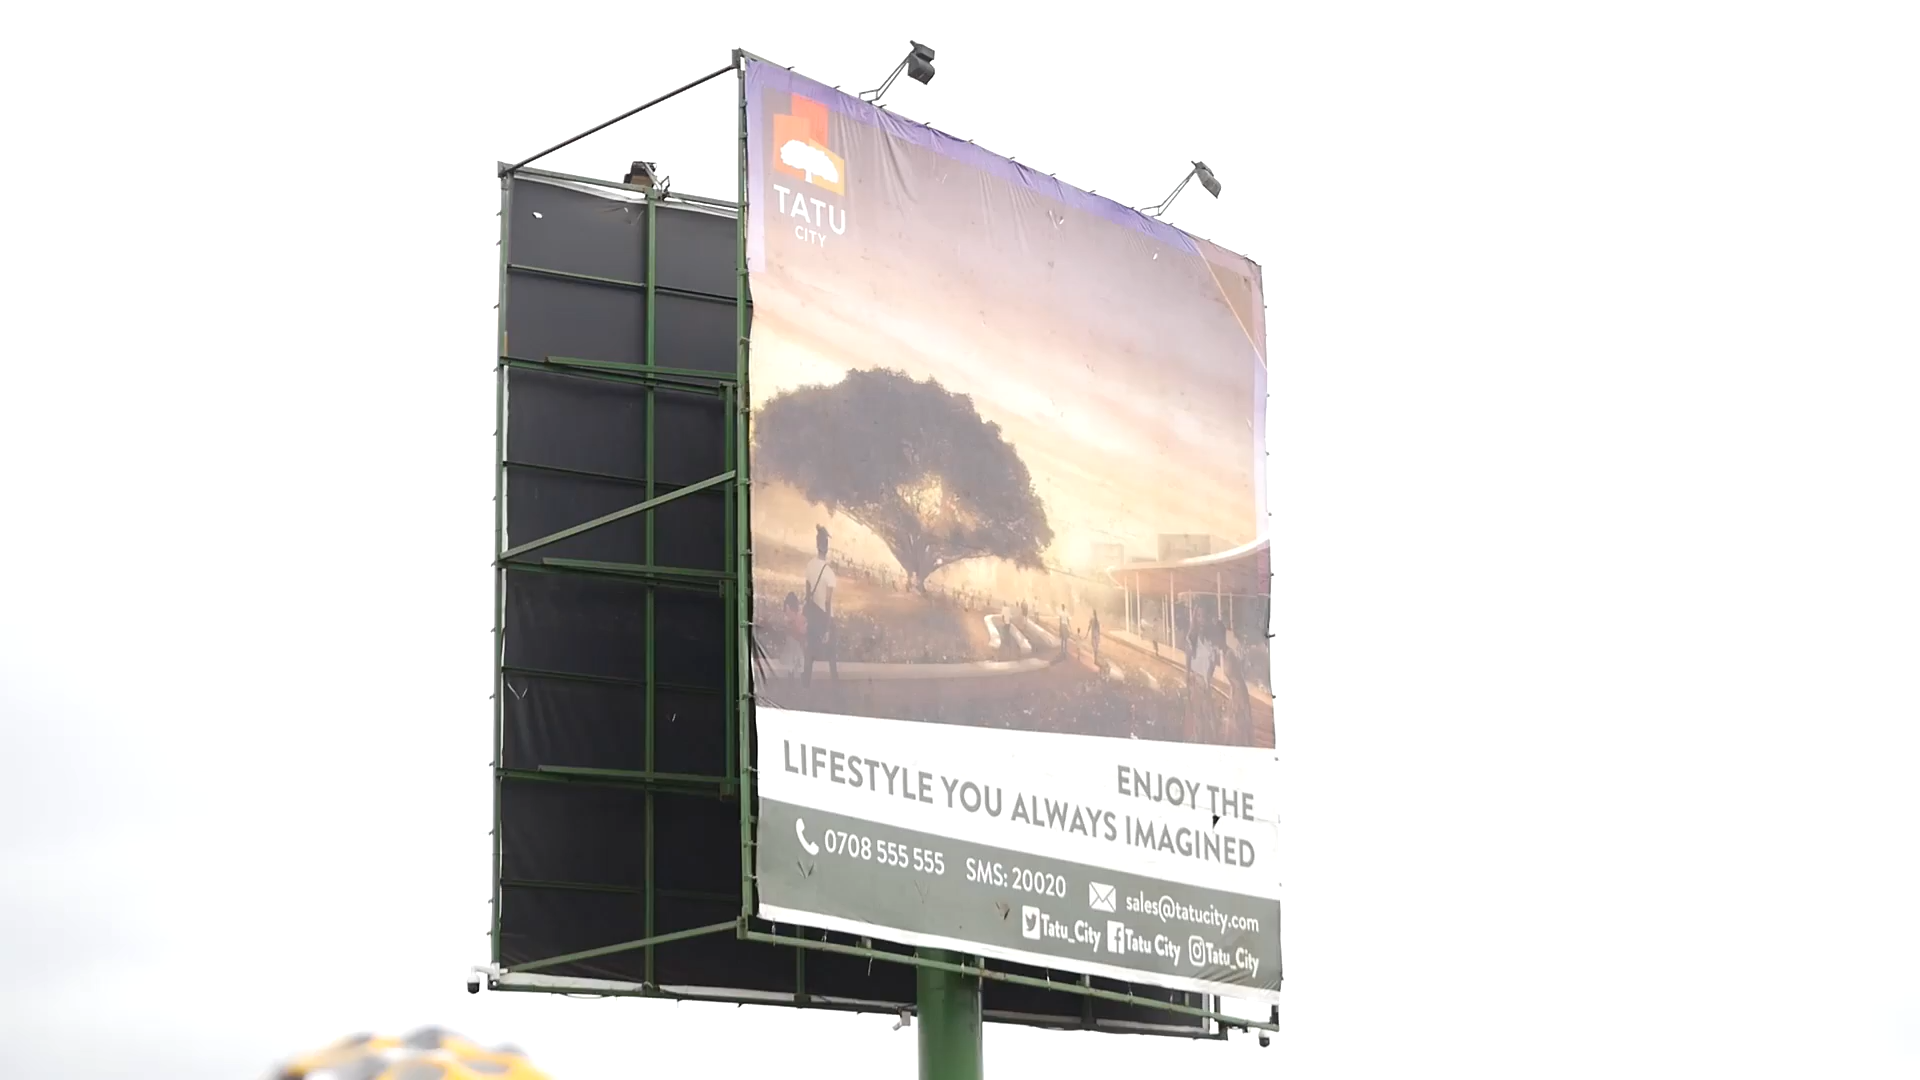 TATU
CITY
ENJOY THE
LIFESTYLE YOU ALWAYS IMAGINED
0708 555 555 SMS: 20020 sales@tatucity.com
Tatu_City Tatu City Tatu_City